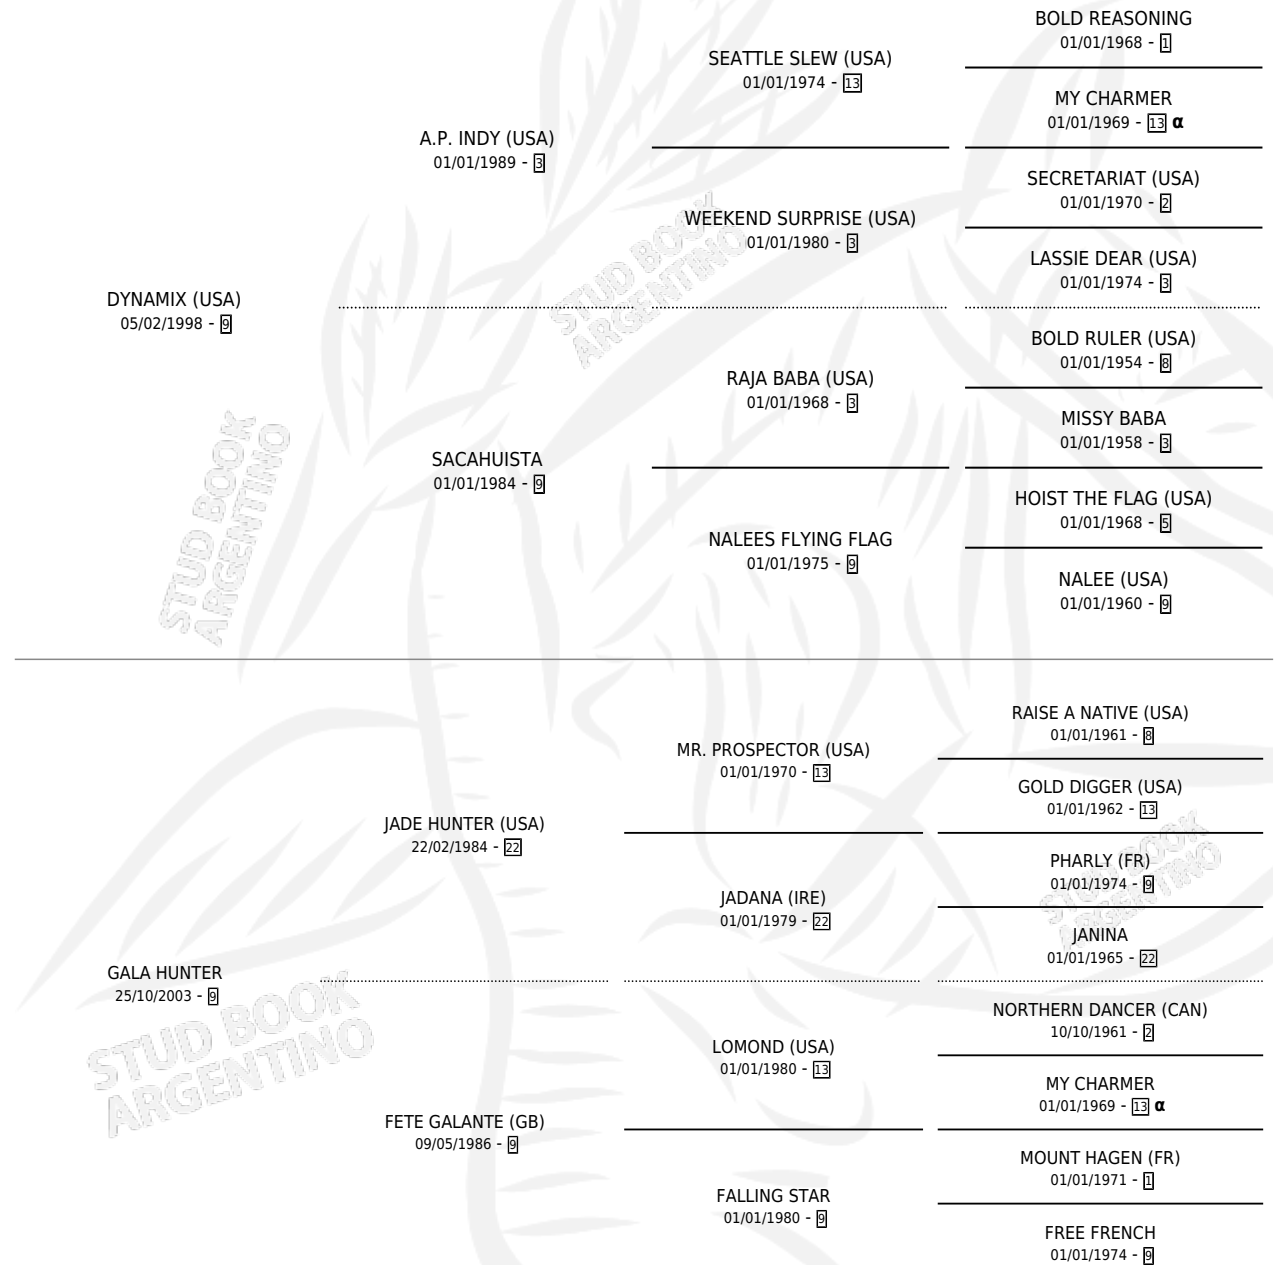 BOLD REASONING
01/01/1968 - 1
SEATTLE SLEW (USA)
01/01/1974 - 13
MY CHARMER
01/01/1969 - 13 α
A.P. INDY (USA)
01/01/1989 - 3
SECRETARIAT (USA)
01/01/1970 - 2
WEEKEND SURPRISE (USA)
01/01/1980 - 3
LASSIE DEAR (USA)
01/01/1974 - 3
DYNAMIX (USA)
05/02/1998 - 9
BOLD RULER (USA)
01/01/1954 - 8
RAJA BABA (USA)
01/01/1968 - 3
MISSY BABA
01/01/1958 - 3
SACAHUISTA
01/01/1984 - 9
HOIST THE FLAG (USA)
01/01/1968 - 5
NALEES FLYING FLAG
01/01/1975 - 9
NALEE (USA)
01/01/1960 - 9
RAISE A NATIVE (USA)
01/01/1961 - 8
MR. PROSPECTOR (USA)
01/01/1970 - 13
GOLD DIGGER (USA)
01/01/1962 - 13
JADE HUNTER (USA)
22/02/1984 - 22
PHARLY (FR)
01/01/1974 - 9
JADANA (IRE)
01/01/1979 - 22
JANINA
01/01/1965 - 22
GALA HUNTER
25/10/2003 - 9
NORTHERN DANCER (CAN)
10/10/1961 - 2
LOMOND (USA)
01/01/1980 - 13
MY CHARMER
01/01/1969 - 13 α
FETE GALANTE (GB)
09/05/1986 - 9
MOUNT HAGEN (FR)
01/01/1971 - 1
FALLING STAR
01/01/1980 - 9
FREE FRENCH
01/01/1974 - 9
STUD BOOK
ARGENTINO
STUD BOOK
ARGENTINO
STUD BOOK
ARGENTINO
STUD BOOK
ARGENTINO